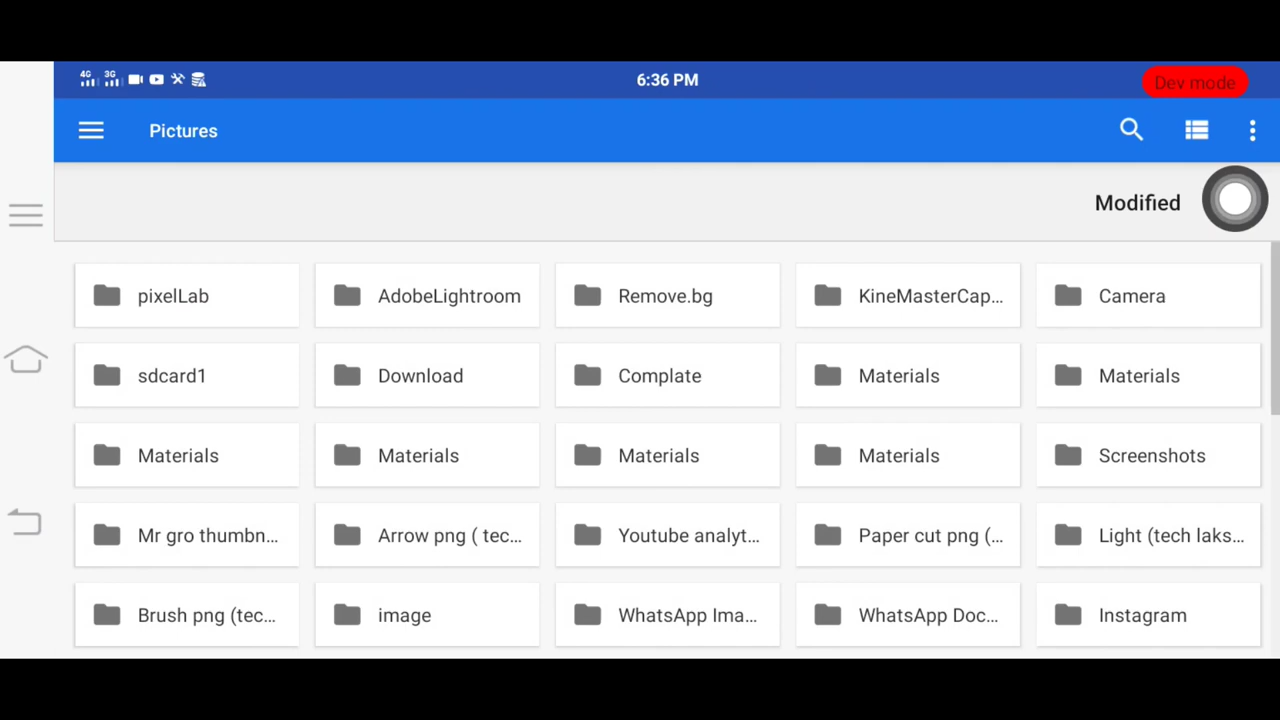 4G 3G 6:36 PM Dev mode
Pictures
Modified
pixelLab AdobeLightroom Remove.bg KineMasterCap... Camera
sdcard1 Download Complate Materials Materials
Materials Materials Materials Materials Screenshots
Mr gro thumbn... Arrow png ( tec... Youtube analyt... Paper cut png (... Light (tech laks...
Brush png (tec... image WhatsApp Ima... WhatsApp Doc... Instagram